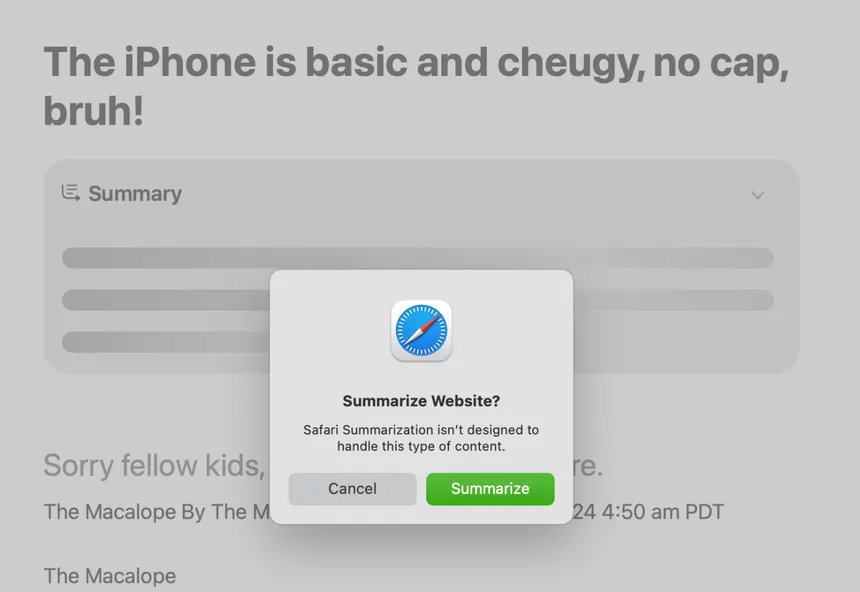 The iPhone is basic and cheugy, no cap,
bruh!
Summary
Summarize Website?
Safari Summarization isn't designed to
handle this type of content.
Cancel
Summarize
Sorry fellow kids, re.
The Macalope By The M 24 4:50 am PDT
The Macalope